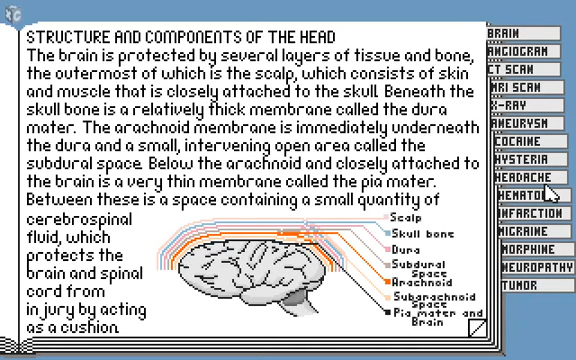 STRUCTURE AND COMPONENTS OF THE HEAD
The brain is protected by several layers of tissue and bone,
the outermost of which is the scalp, which consists of skin
and muscle that is closely attached to the skull. Beneath the
skull bone is a relatively thick membrane called the dura
mater. The arachnoid membrane is immediately underneath
the dura and a small, intervening open area called the
subdural space. Below the arachnoid and closely attached to
the brain is a very thin membrane called the pia mater.
Between these is a space containing a small quantity of
cerebrospinal
fluid, which
protects the
brain and spinal
cord from
injury by acting
as a cushion.
Scalp
Skull bone
Dura
Subdural
Space
Arachnoid
Subarachnoid
Space
Pia mater and
Brain
BRAIN
ANGIOGRAM
CT SCAN
MRI SCAN
X-RAY
ANEURYSM
COCAINE
HYSTERIA
HEADACHE
INFARCTION
MIGRAINE
MORPHINE
NEUROPATHY
TUMOR